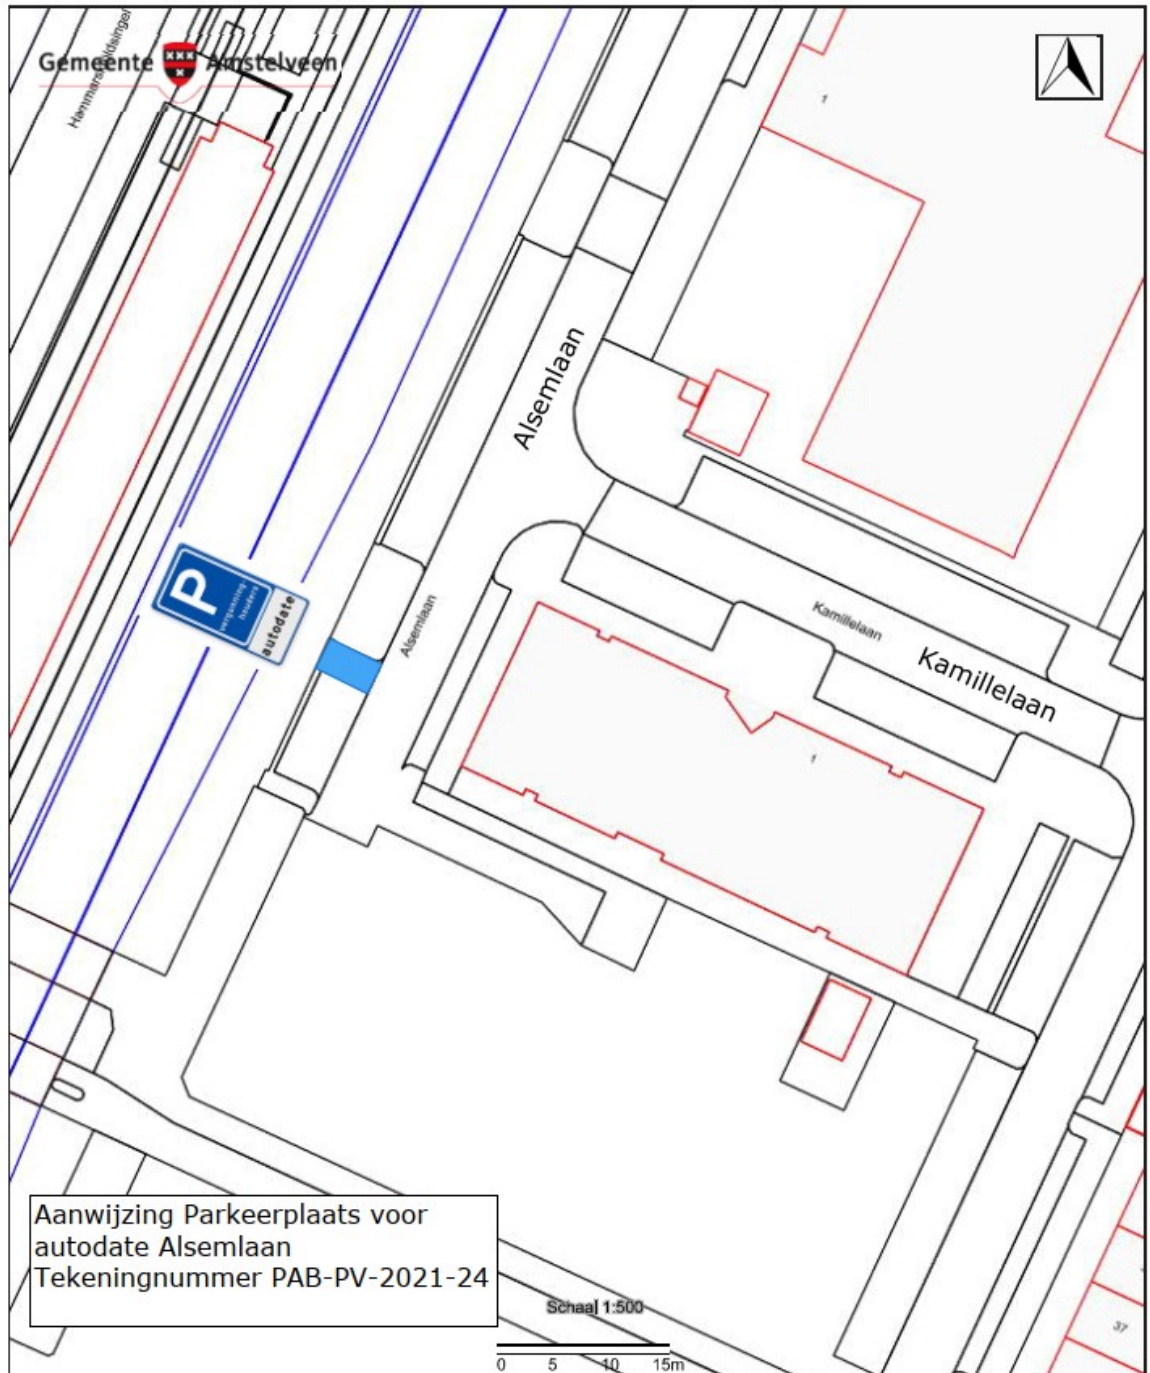 Hammarskjöldsingel
Gemeente Amstelveen
1
Alsemlaan
P
vergunning-
houders
autodate
Alsemlaan
Kamillelaan
Kamillelaan
1
Aanwijzing Parkeerplaats voor
autodate Alsemlaan
Tekeningnummer PAB-PV-2021-24
Schaal 1:500
0 5 10 15m
37